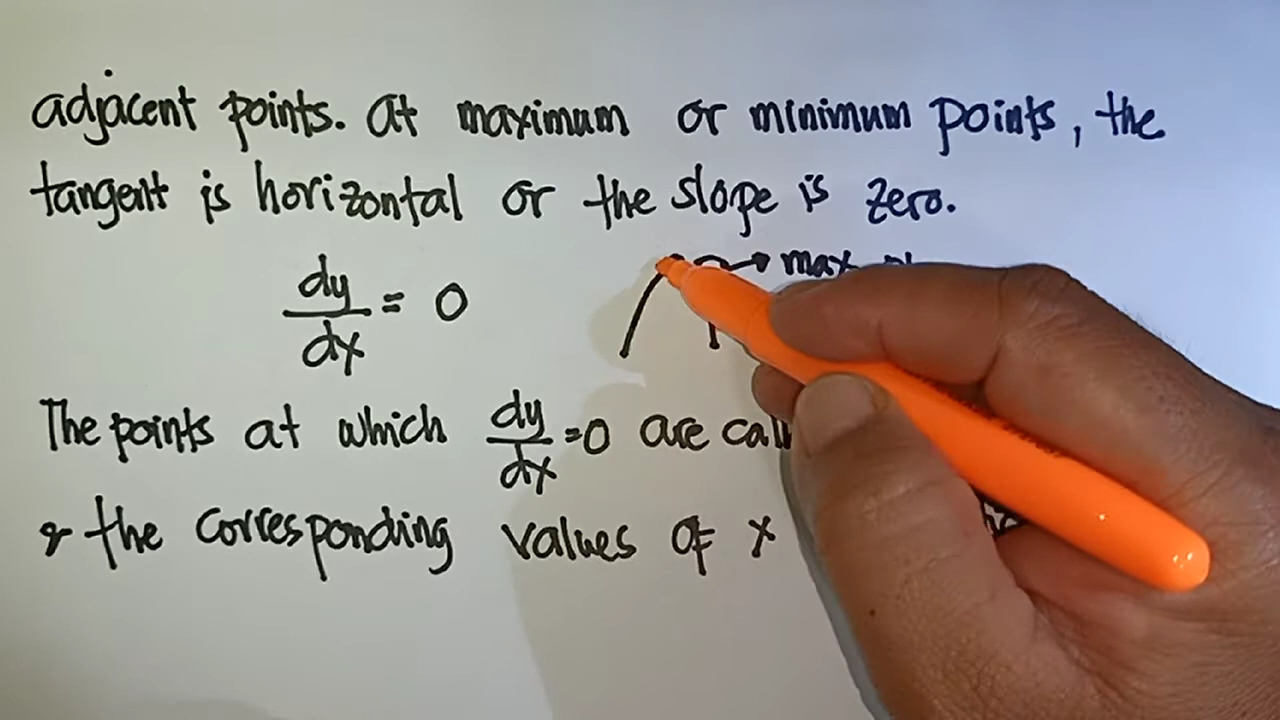 adjacent points. At maximum or minimum points, the
tangent is horizontal or the slope is zero.
dy/dx = 0
max
The points at which dy/dx = 0 are
& the corresponding values of x